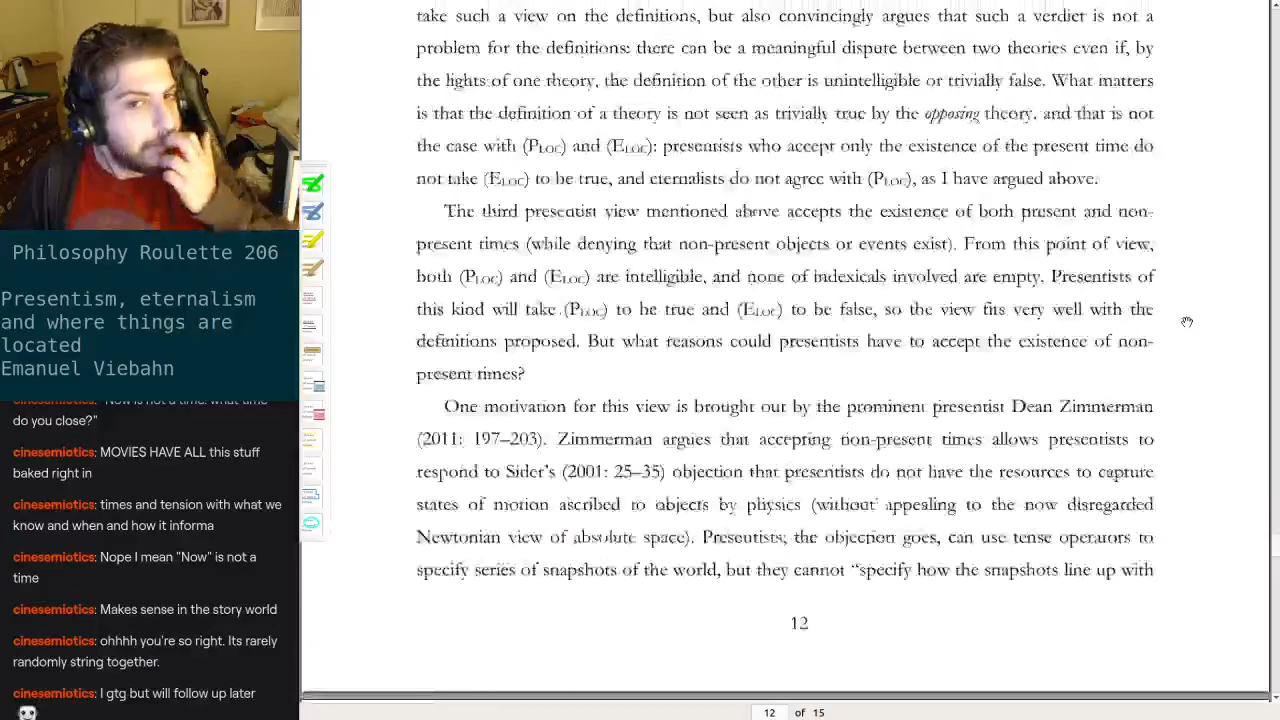 take such a view on the definitions, but also convincingly argues that such a verdict is not a
problem for the definitions: there can be a meaningful dispute between two theories even if, by
the lights of one theory, the definition of the other is unintelligible or trivially false. What matters
is that the definition of a theory is not seen as trivially true by the opposing theory, and that is not
the case with (PLOC) and (ELOC): presentists who accept only the existence of the present time do
not take (ELOC) to be true, and eternalists do not agree with (PLOC), as I have argued above.
The third presentist view mentioned above accepts the existence of both present and non-
present times (while denying that non-present objects or events exist). From this point of view,
both (PLOC) and (ELOC) are intelligible, just none of indexicals involved are empty. Presentists of
this kind will take (PLOC) to be true and (ELOC) to be false, so the view fits very well with the
definitions proposed. But what reason would presentists have to accept the existence of non-
present times?
One motivation for this view is brought out by recent comments presentist Dean Zimmerman
(2011: 197–203). Zimmerman argues that accepting non-present times allows presentists to
respond to Sider's (2001: 25–35) objection that presentists do not have the resources to capture
states of motion ascribed to objects by physics (without appealing to the now derogated
Newtonian view of absolute space). Presentists, the objection goes, can use tense operators to
specify series of snapshots of the world, but they cannot “specify how the snapshots line up with
12
Philosophy Roulette 206
Presentism, eternalism
and where things are
located
Emanuel Viebahn
cinesemiotics: "Now is not a time: what time
do you close?"
cinesemiotics: MOVIES HAVE ALL this stuff
baked right in
cinesemiotics: times and tension with what we
know and when and how it informa
cinesemiotics: Nope I mean "Now" is not a
time
cinesemiotics: Makes sense in the story world
cinesemiotics: ohhhh you're so right. Its rarely
randomly string together.
cinesemiotics: I gtg but will follow up later
12 of 15